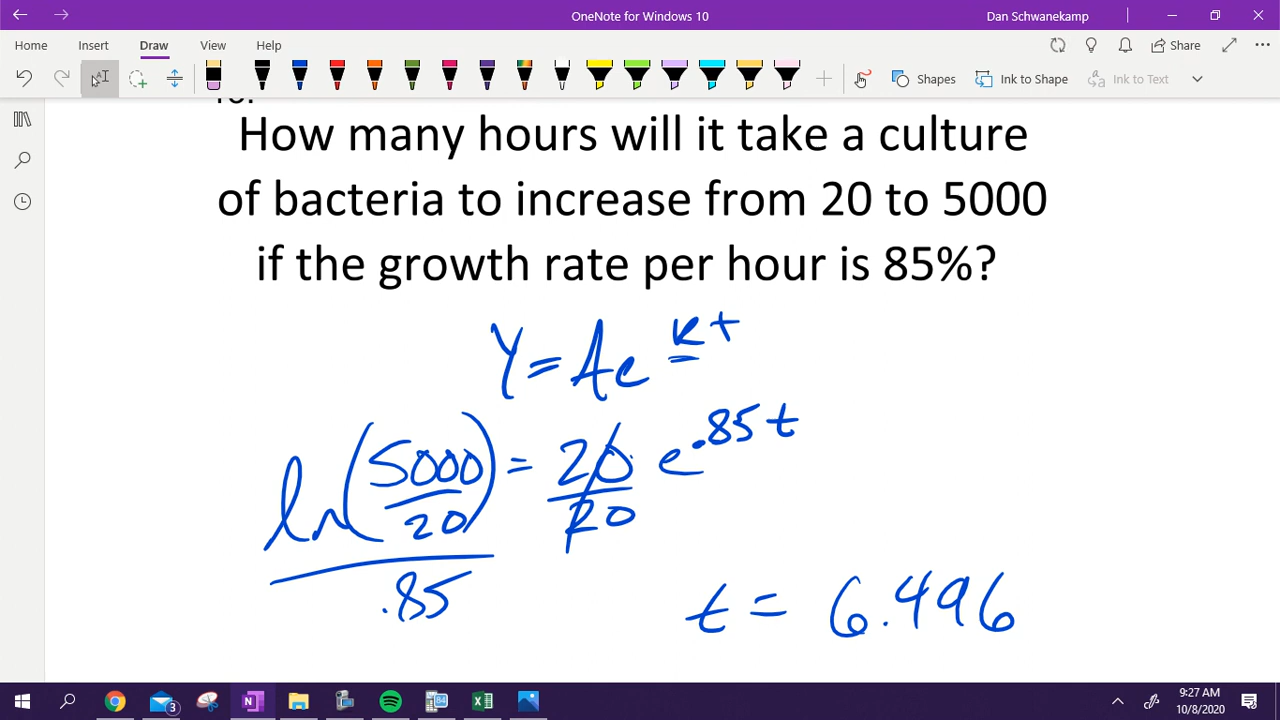 OneNote for Windows 10
Dan Schwanekamp
Home Insert Draw View Help
Share
Shapes Ink to Shape Ink to Text
How many hours will it take a culture
of bacteria to increase from 20 to 5000
if the growth rate per hour is 85%?
Y = Ae^kt
ln(5000/20) = 20/20 e^.85t
.85
t = 6.496
3
84
9:27 AM
10/8/2020